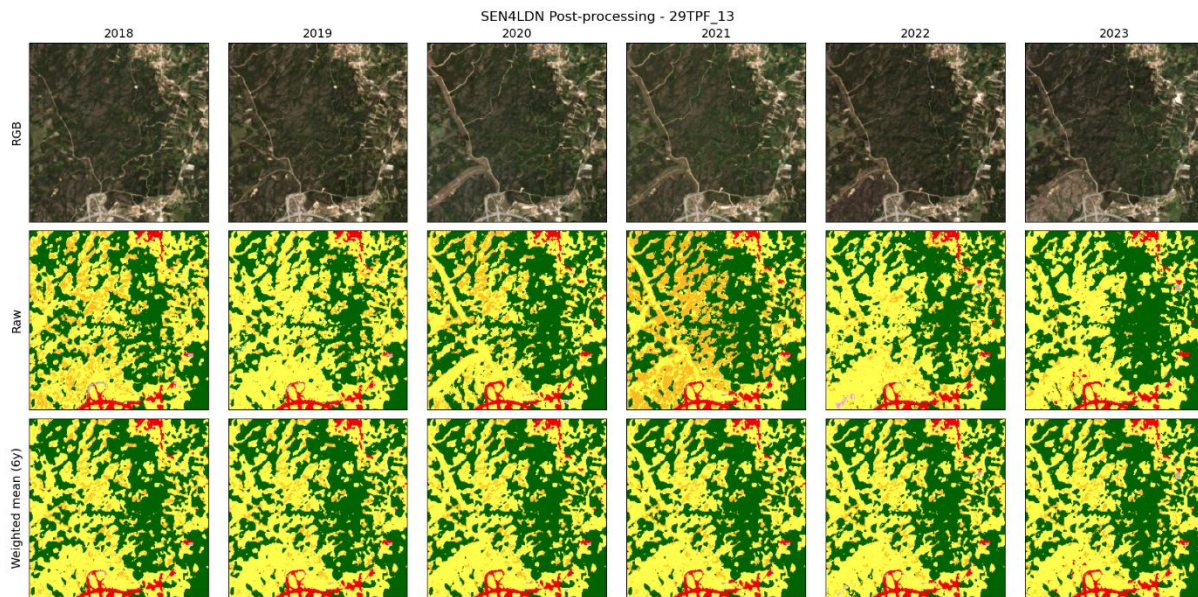 SEN4LDN Post-processing - 29TPF_13
2018 2019 2020 2021 2022 2023
RGB
Raw
Weighted mean (6y)